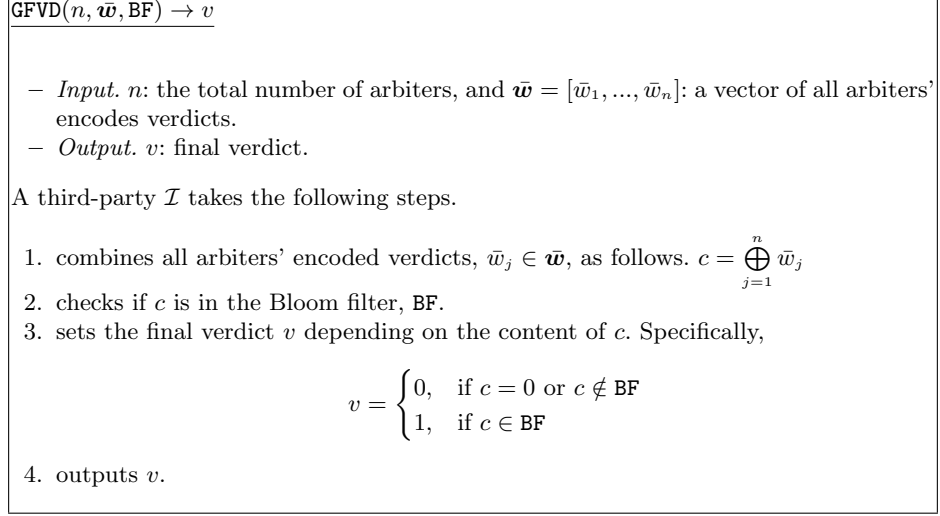 GFVD(n, w̄, BF) → v
– Input. n: the total number of arbiters, and w̄ = [w̄₁, ..., w̄ₙ]: a vector of all arbiters'
encodes verdicts.
– Output. v: final verdict.
A third-party I takes the following steps.
1. combines all arbiters' encoded verdicts, w̄ⱼ ∈ w̄, as follows. c = ⊕ⁿⱼ₌₁ w̄ⱼ
2. checks if c is in the Bloom filter, BF.
3. sets the final verdict v depending on the content of c. Specifically,
v = { 0, if c = 0 or c ∉ BF
1, if c ∈ BF
4. outputs v.